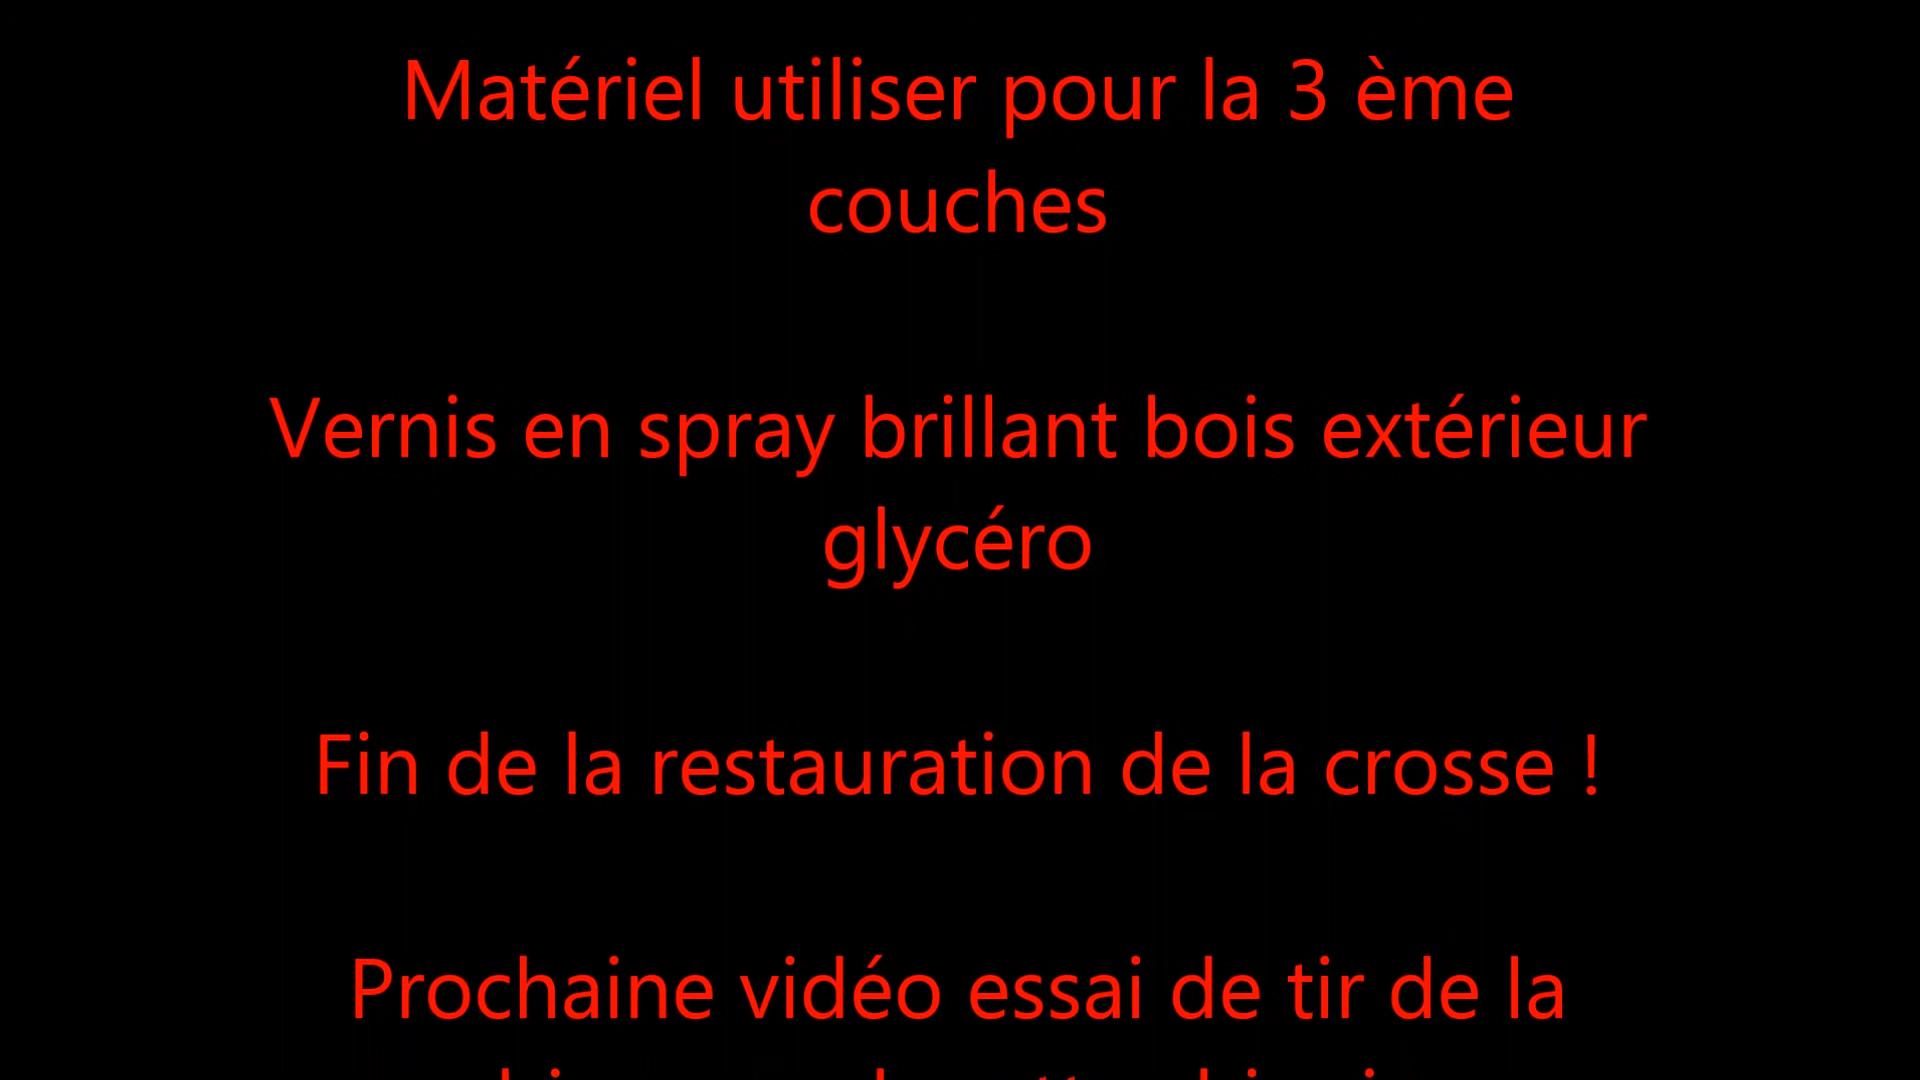 Matériel utiliser pour la 3 ème
couches
Vernis en spray brillant bois extérieur
glycéro
Fin de la restauration de la crosse !
Prochaine vidéo essai de tir de la